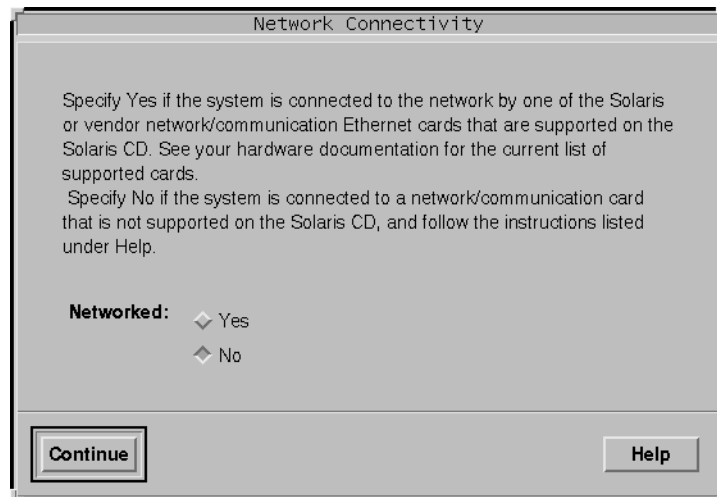 Network Connectivity
Specify Yes if the system is connected to the network by one of the Solaris
or vendor network/communication Ethernet cards that are supported on the
Solaris CD. See your hardware documentation for the current list of
supported cards.
Specify No if the system is connected to a network/communication card
that is not supported on the Solaris CD, and follow the instructions listed
under Help.
Networked:
Yes
No
Continue
Help